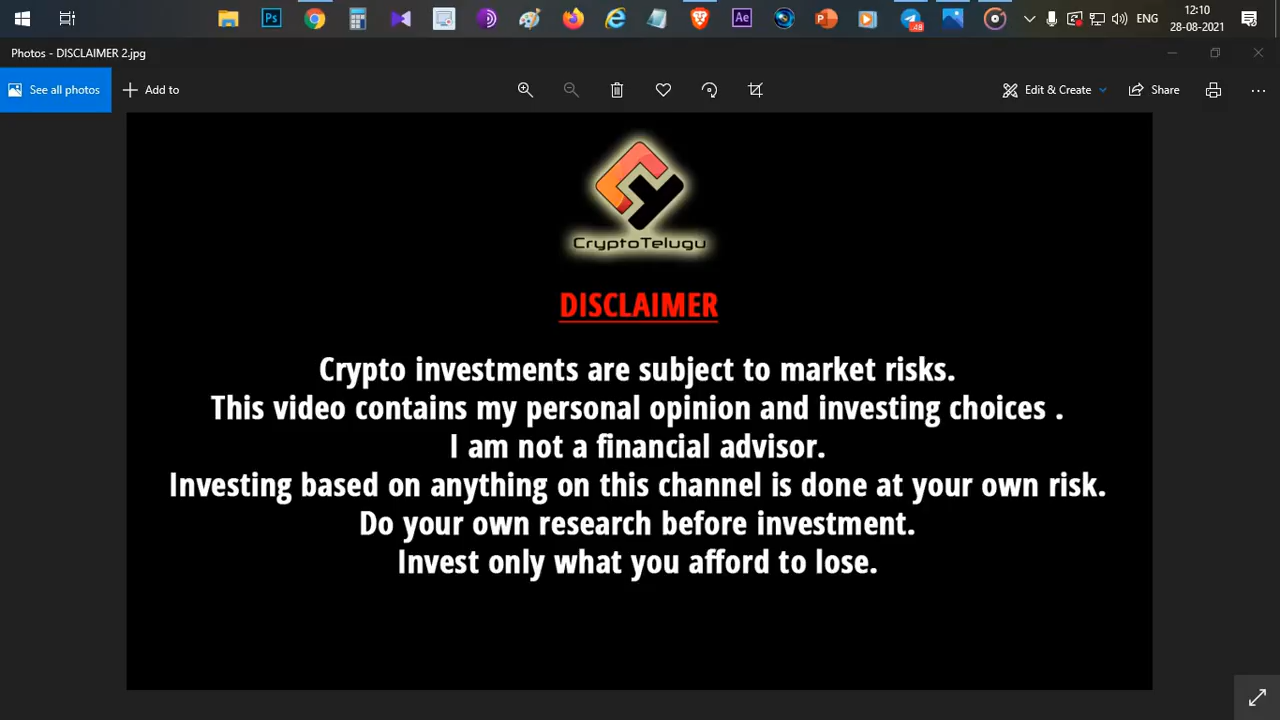 12:10
ENG
28-08-2021
48
Photos - DISCLAIMER 2.jpg
See all photos
Add to
Edit & Create
Share
CryptoTelugu
DISCLAIMER
Crypto investments are subject to market risks.
This video contains my personal opinion and investing choices .
I am not a financial advisor.
Investing based on anything on this channel is done at your own risk.
Do your own research before investment.
Invest only what you afford to lose.
Ps
Ae